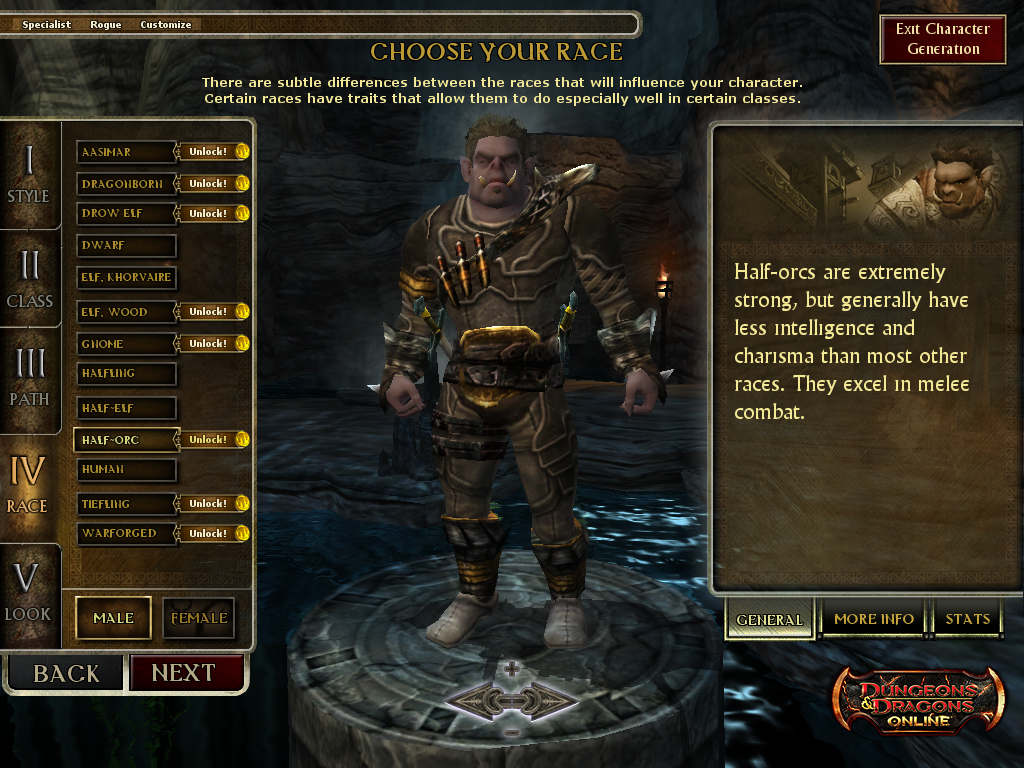 Specialist Rogue Customize
Exit Character
Generation
CHOOSE YOUR RACE
There are subtle differences between the races that will influence your character.
Certain races have traits that allow them to do especially well in certain classes.
I
STYLE
II
CLASS
III
PATH
IV
RACE
V
LOOK
AASIMAR Unlock!
DRAGONBORN Unlock!
DROW ELF Unlock!
DWARF
ELF, KHORVAIRE
ELF, WOOD Unlock!
GNOME Unlock!
HALFLING
HALF-ELF
HALF-ORC Unlock!
HUMAN
TIEFLING Unlock!
WARFORGED Unlock!
MALE FEMALE
BACK NEXT
Half-orcs are extremely
strong, but generally have
less intelligence and
charisma than most other
races. They excel in melee
combat.
GENERAL MORE INFO STATS
DUNGEONS
& DRAGONS
ONLINE